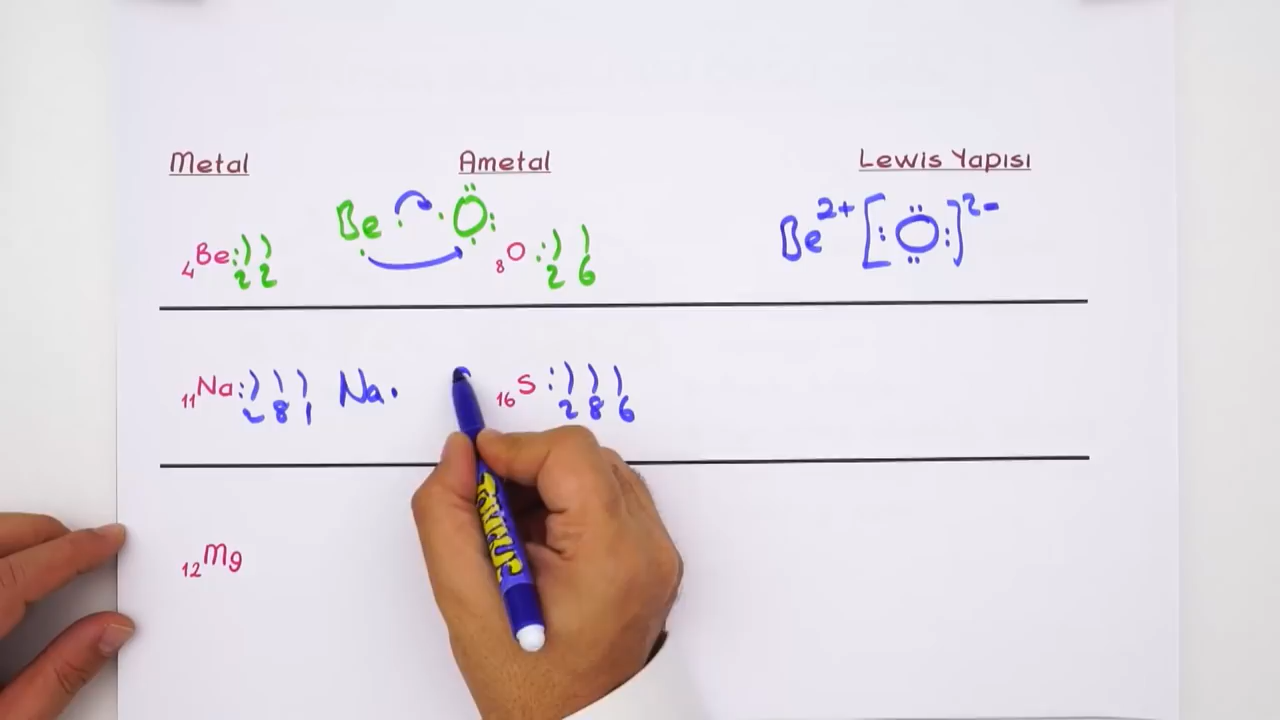 Metal Ametal Lewis Yapısı
Be · · :Ö: Be²⁺ [:Ö:]²⁻
₄Be:) ) ₈O :) )
2 2 2 6
₁₁Na:) ) ) Na· ₁₆S :) ) )
2 8 1 2 8 6
₁₂Mg